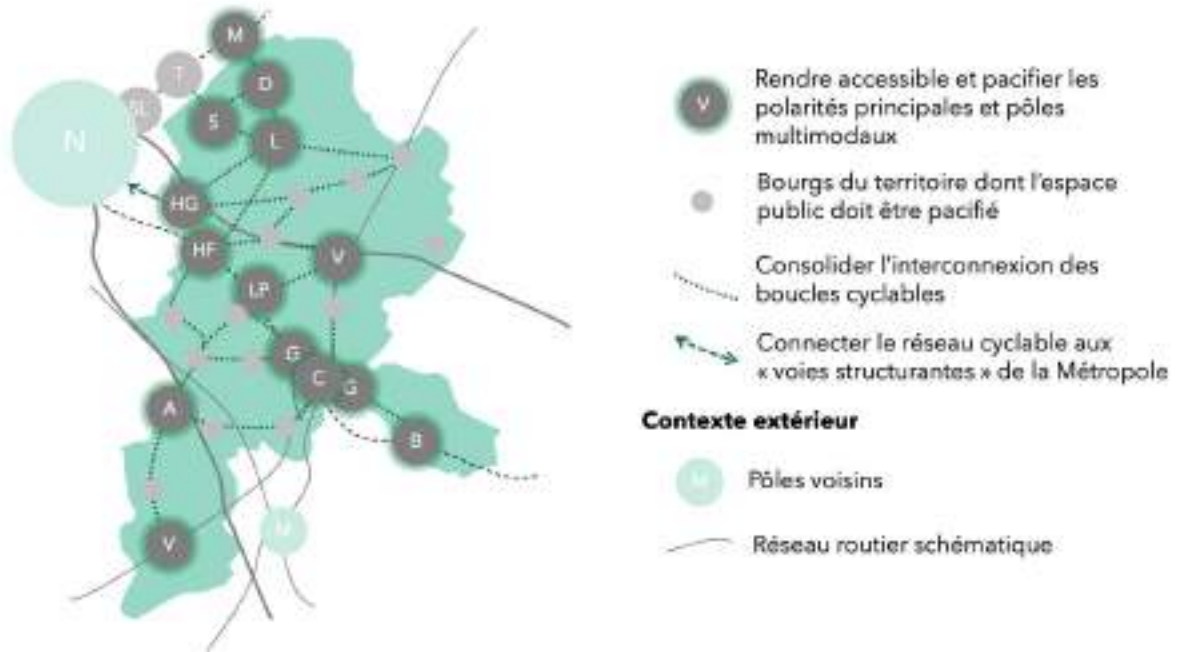 M
D
T
S
SL
L
N
HG
HF
V
LP
G
C
G
A
B
V
M
V
Rendre accessible et pacifier les
polarités principales et pôles
multimodaux
Bourgs du territoire dont l'espace
public doit être pacifié
Consolider l'interconnexion des
boucles cyclables
Connecter le réseau cyclable aux
« voies structurantes » de la Métropole
Contexte extérieur
M
Pôles voisins
Réseau routier schématique